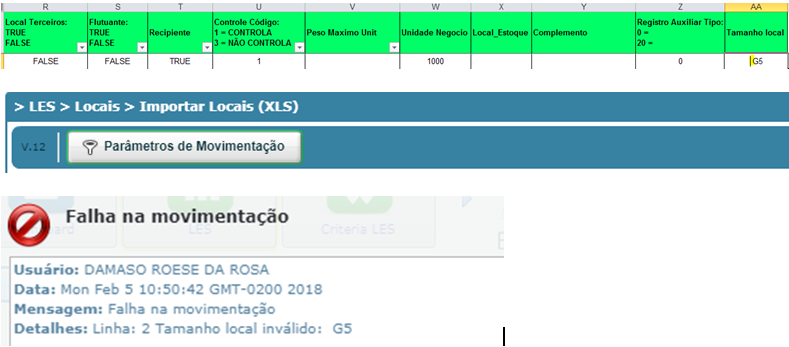 R S T U V W X Y Z AA
Local Terceiros:
TRUE
FALSE
Flutuante:
TRUE
FALSE
Recipiente
Controle Código:
1 = CONTROLA
3 = NÃO CONTROLA
Peso Maximo Unit
Unidade Negocio
Local_Estoque
Complemento
Registro Auxiliar Tipo:
0 =
20 =
Tamanho local
FALSE FALSE TRUE 1 1000 0 G5
> LES > Locais > Importar Locais (XLS)
V.12 Parâmetros de Movimentação
Falha na movimentação
LES Criteria LES
Usuário: DAMASO ROESE DA ROSA
Data: Mon Feb 5 10:50:42 GMT-0200 2018
Mensagem: Falha na movimentação
Detalhes: Linha: 2 Tamanho local inválido: G5